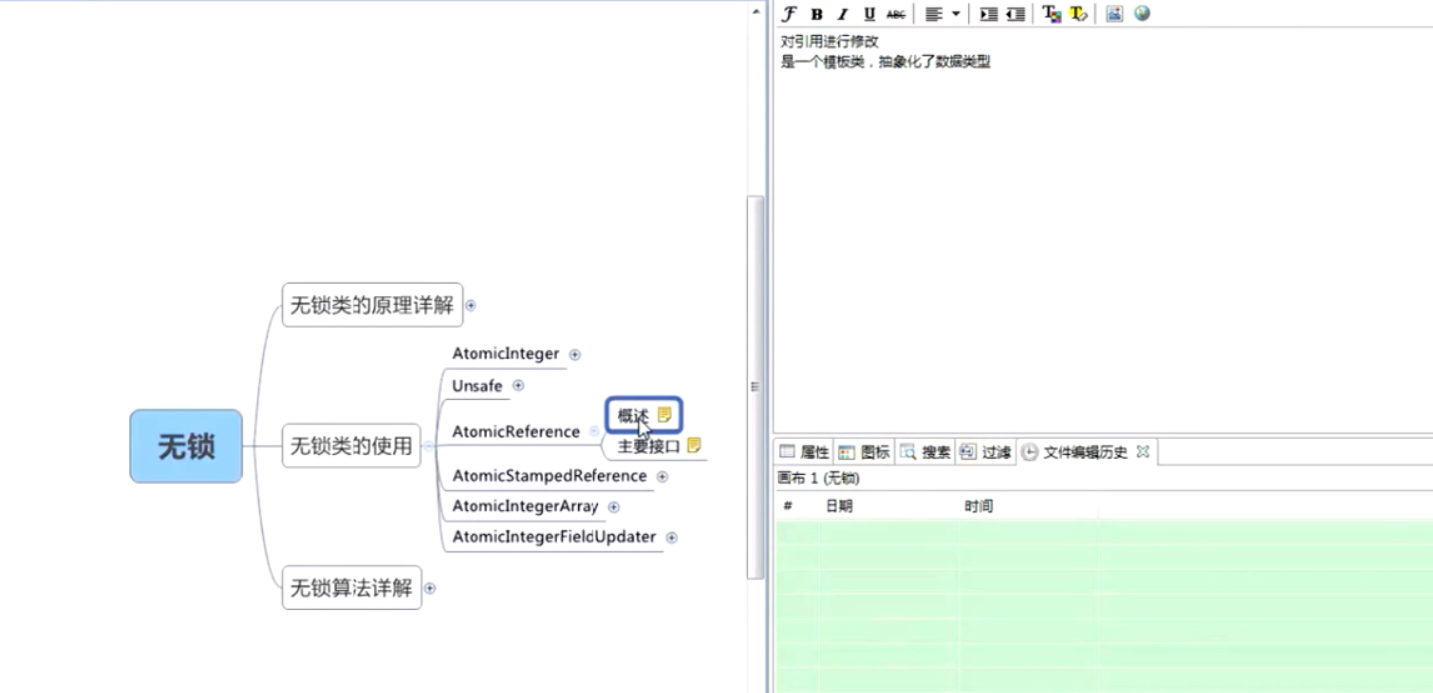 F B I U ABC
对引用进行修改
是一个模板类，抽象化了数据类型
无锁
无锁类的原理详解
无锁类的使用
AtomicInteger
Unsafe
AtomicReference
概述
主要接口
AtomicStampedReference
AtomicIntegerArray
AtomicIntegerFieldUpdater
无锁算法详解
属性 图标 搜索 过滤 文件编辑历史
画布 1 (无锁)
# 日期 时间